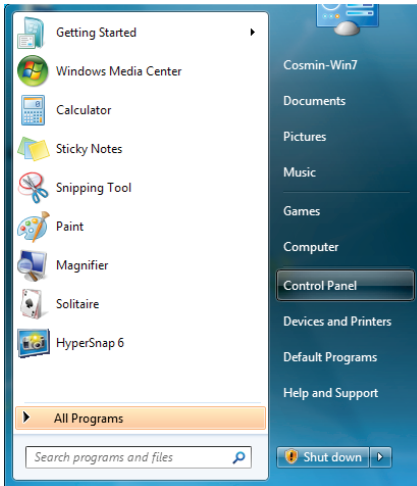 Getting Started
Windows Media Center
Calculator
Sticky Notes
Snipping Tool
Paint
Magnifier
Solitaire
HyperSnap 6
All Programs
Search programs and files
Cosmin-Win7
Documents
Pictures
Music
Games
Computer
Control Panel
Devices and Printers
Default Programs
Help and Support
Shut down